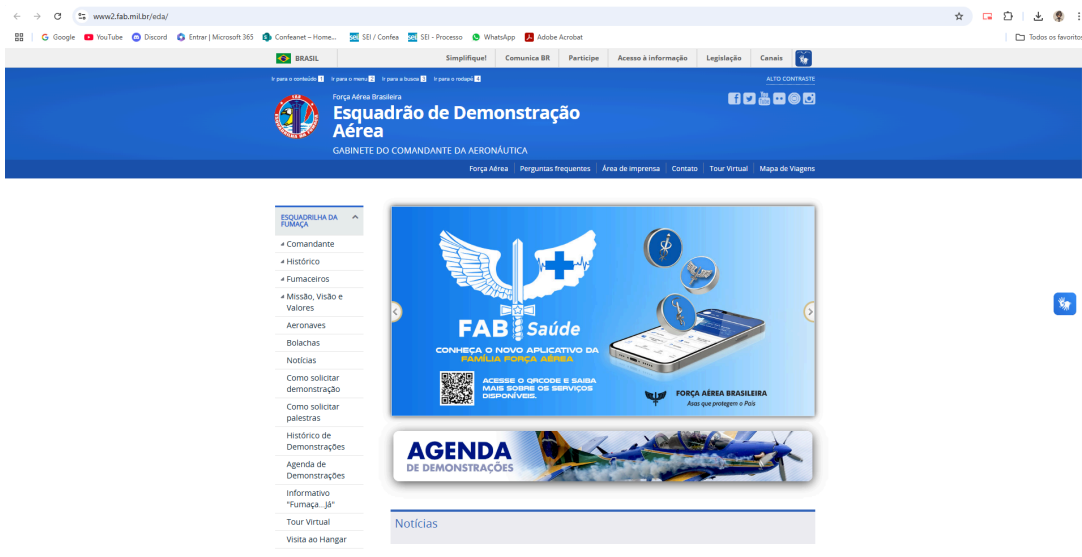 www2.fab.mil.br/eda/
Google YouTube Discord Entrar | Microsoft 365 Confeanet – Home... SEI / Confea SEI - Processo WhatsApp Adobe Acrobat Todos os favoritos
BRASIL Simplifique! Comunica BR Participe Acesso à informação Legislação Canais
Ir para o conteúdo 1 Ir para o menu 2 Ir para a busca 3 Ir para o rodapé 4 ALTO CONTRASTE
Força Aérea Brasileira
Esquadrão de Demonstração
Aérea
GABINETE DO COMANDANTE DA AERONÁUTICA
Força Aérea Perguntas frequentes Área de imprensa Contato Tour Virtual Mapa de Viagens
ESQUADRILHA DA
FUMAÇA
Comandante
Histórico
Fumaceiros
Missão, Visão e
Valores
Aeronaves
Bolachas
Notícias
Como solicitar
demonstração
Como solicitar
palestras
Histórico de
Demonstrações
Agenda de
Demonstrações
Informativo
"Fumaça...Já"
Tour Virtual
Visita ao Hangar
FAB Saúde
CONHEÇA O NOVO APLICATIVO DA
FAMÍLIA FORÇA AÉREA
ACESSE O QRCODE E SAIBA
MAIS SOBRE OS SERVIÇOS
DISPONÍVEIS.
FORÇA AÉREA BRASILEIRA
Asas que protegem o País
AGENDA
DE DEMONSTRAÇÕES
Notícias